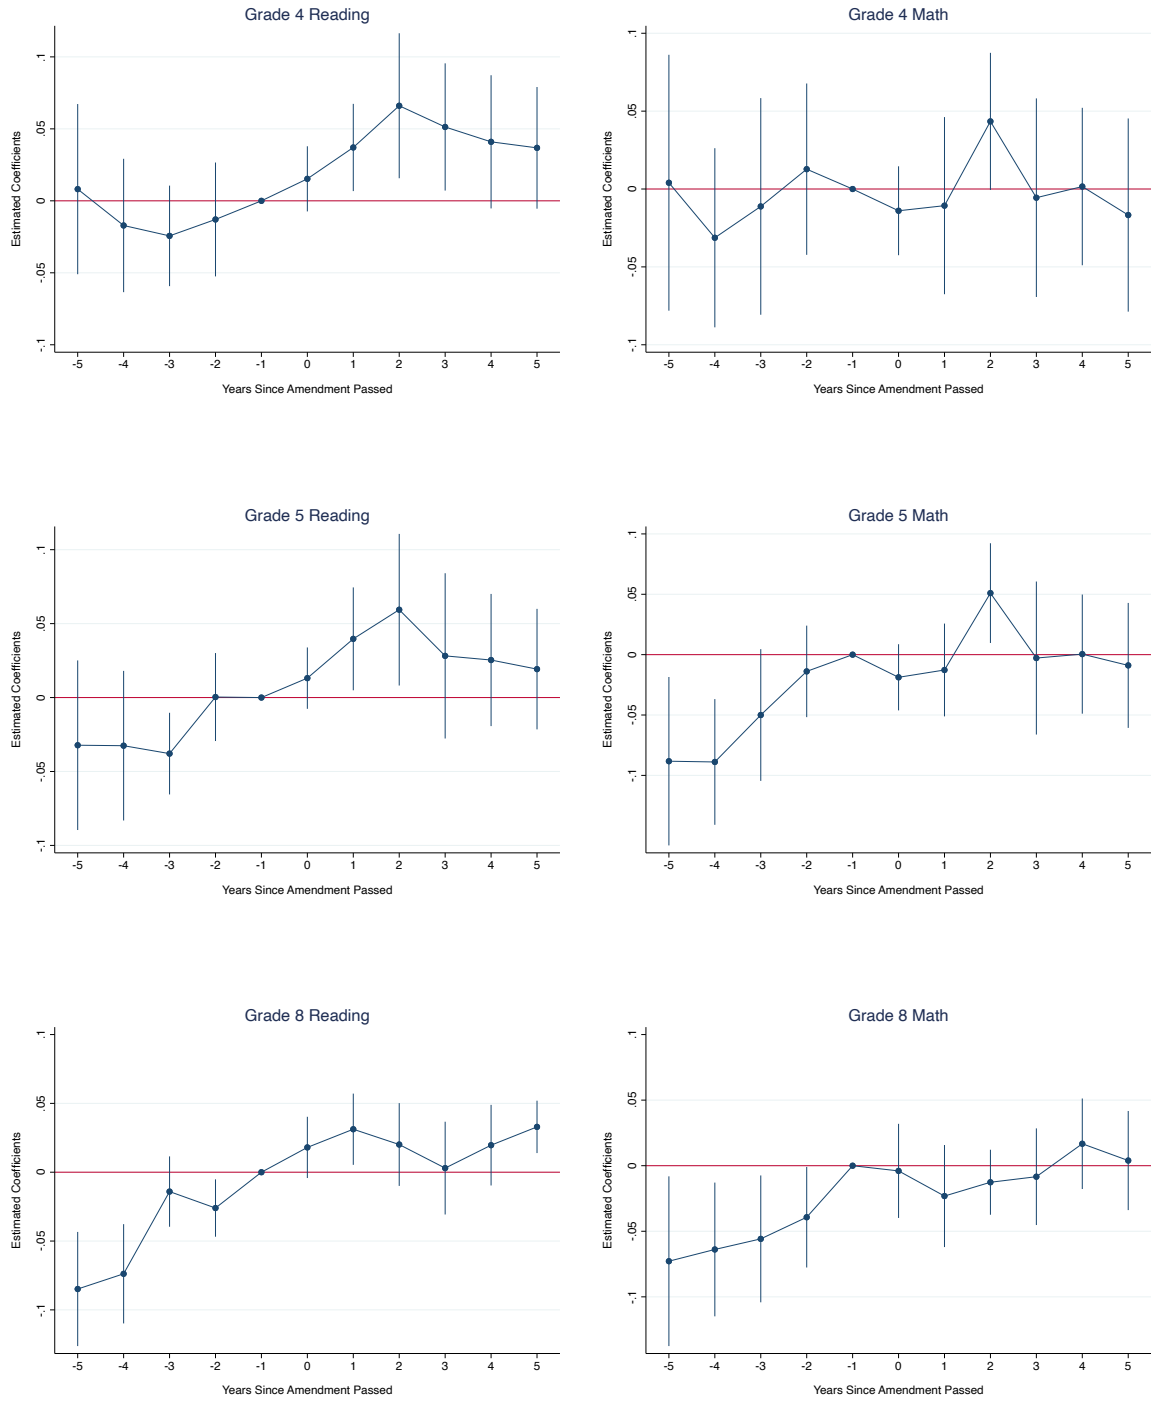 Grade 4 Reading
Estimated Coefficients
.1
.05
0
-.05
-.1
-5 -4 -3 -2 -1 0 1 2 3 4 5
Years Since Amendment Passed
Grade 4 Math
Estimated Coefficients
.1
.05
0
-.05
-.1
-5 -4 -3 -2 -1 0 1 2 3 4 5
Years Since Amendment Passed
Grade 5 Reading
Estimated Coefficients
.1
.05
0
-.05
-.1
-5 -4 -3 -2 -1 0 1 2 3 4 5
Years Since Amendment Passed
Grade 5 Math
Estimated Coefficients
.1
.05
0
-.05
-.1
-5 -4 -3 -2 -1 0 1 2 3 4 5
Years Since Amendment Passed
Grade 8 Reading
Estimated Coefficients
.1
.05
0
-.05
-.1
-5 -4 -3 -2 -1 0 1 2 3 4 5
Years Since Amendment Passed
Grade 8 Math
Estimated Coefficients
.1
.05
0
-.05
-.1
-5 -4 -3 -2 -1 0 1 2 3 4 5
Years Since Amendment Passed